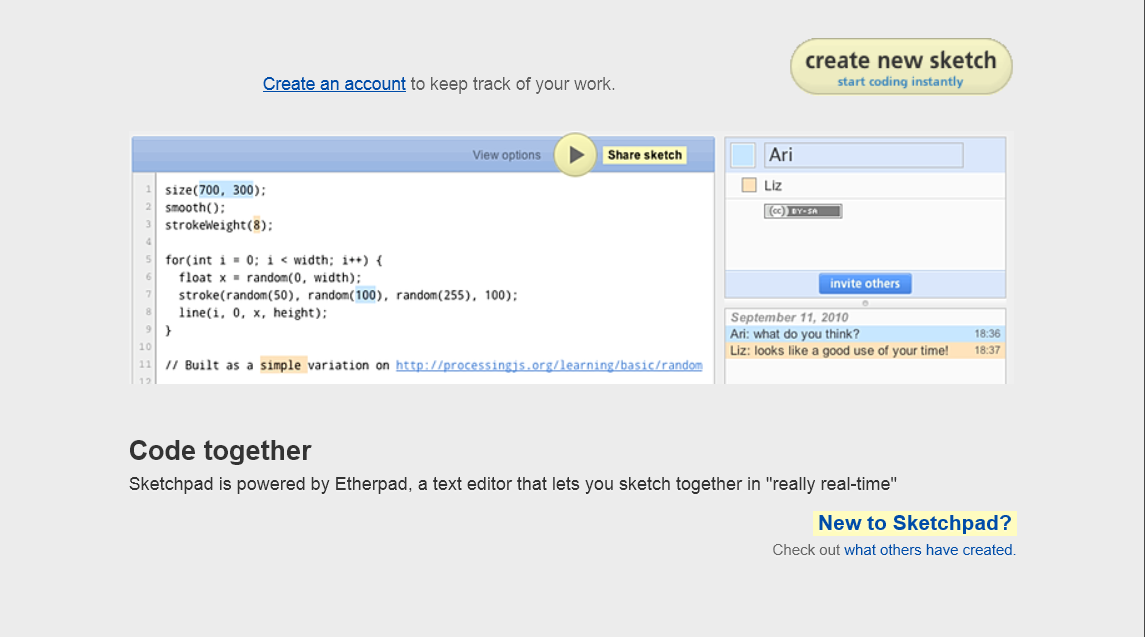 create new sketch
start coding instantly
Create an account to keep track of your work.
View options
Share sketch
1 size(700, 300);
2 smooth();
3 strokeWeight(8);
4
5 for(int i = 0; i < width; i++) {
6 float x = random(0, width);
7 stroke(random(50), random(100), random(255), 100);
8 line(i, 0, x, height);
9 }
10
11 // Built as a simple variation on http://processingjs.org/learning/basic/random
12
Ari
Liz
(cc) BY-SA
invite others
September 11, 2010
Ari: what do you think? 18:36
Liz: looks like a good use of your time! 18:37
Code together
Sketchpad is powered by Etherpad, a text editor that lets you sketch together in "really real-time"
New to Sketchpad?
Check out what others have created.